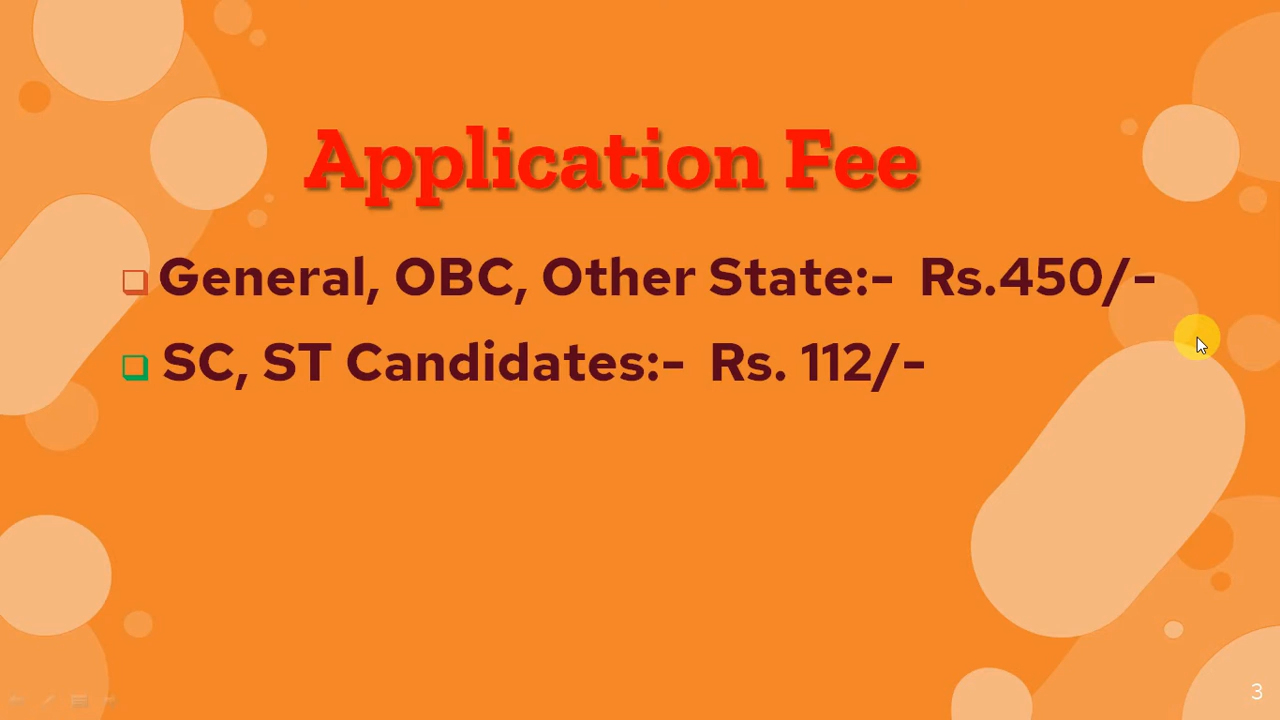 Application Fee
General, OBC, Other State:-  Rs.450/-
SC, ST Candidates:-  Rs. 112/-
3